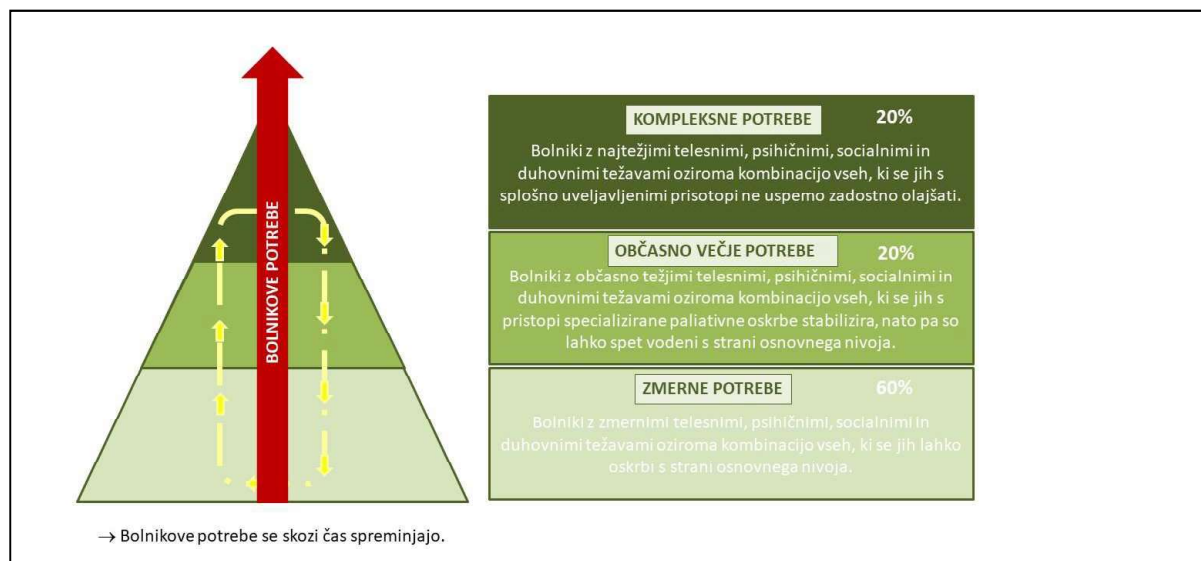 BOLNIKOVE POTREBE
KOMPLEKSNE POTREBE 20%
Bolniki z najtežjimi telesnimi, psihičnimi, socialnimi in
duhovnimi težavami oziroma kombinacijo vseh, ki se jih s
splošno uveljavljenimi prisotopi ne uspemo zadostno olajšati.
OBČASNO VEČJE POTREBE 20%
Bolniki z občasno težjimi telesnimi, psihičnimi, socialnimi in
duhovnimi težavami oziroma kombinacijo vseh, ki se jih s
pristopi specializirane paliativne oskrbe stabilizira, nato pa so
lahko spet vodeni s strani osnovnega nivoja.
ZMERNE POTREBE 60%
Bolniki z zmernimi telesnimi, psihičnimi, socialnimi in
duhovnimi težavami oziroma kombinacijo vseh, ki se jih lahko
oskrbi s strani osnovnega nivoja.
→ Bolnikove potrebe se skozi čas spreminjajo.